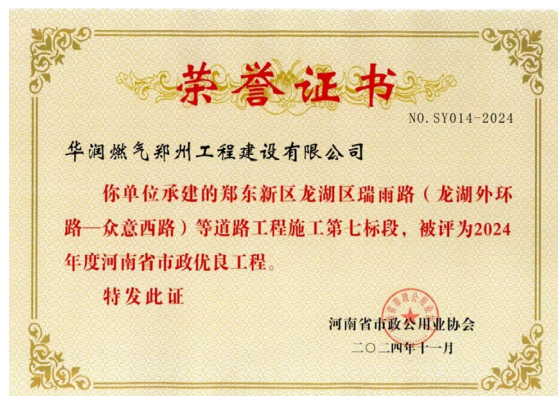 荣誉证书
NO.SY014-2024
华润燃气郑州工程建设有限公司
你单位承建的郑东新区龙湖区瑞雨路（龙湖外环
路—众意西路）等道路工程施工第七标段，被评为2024
年度河南省市政优良工程。
特发此证
河南省市政公用业协会
二〇二四年十一月